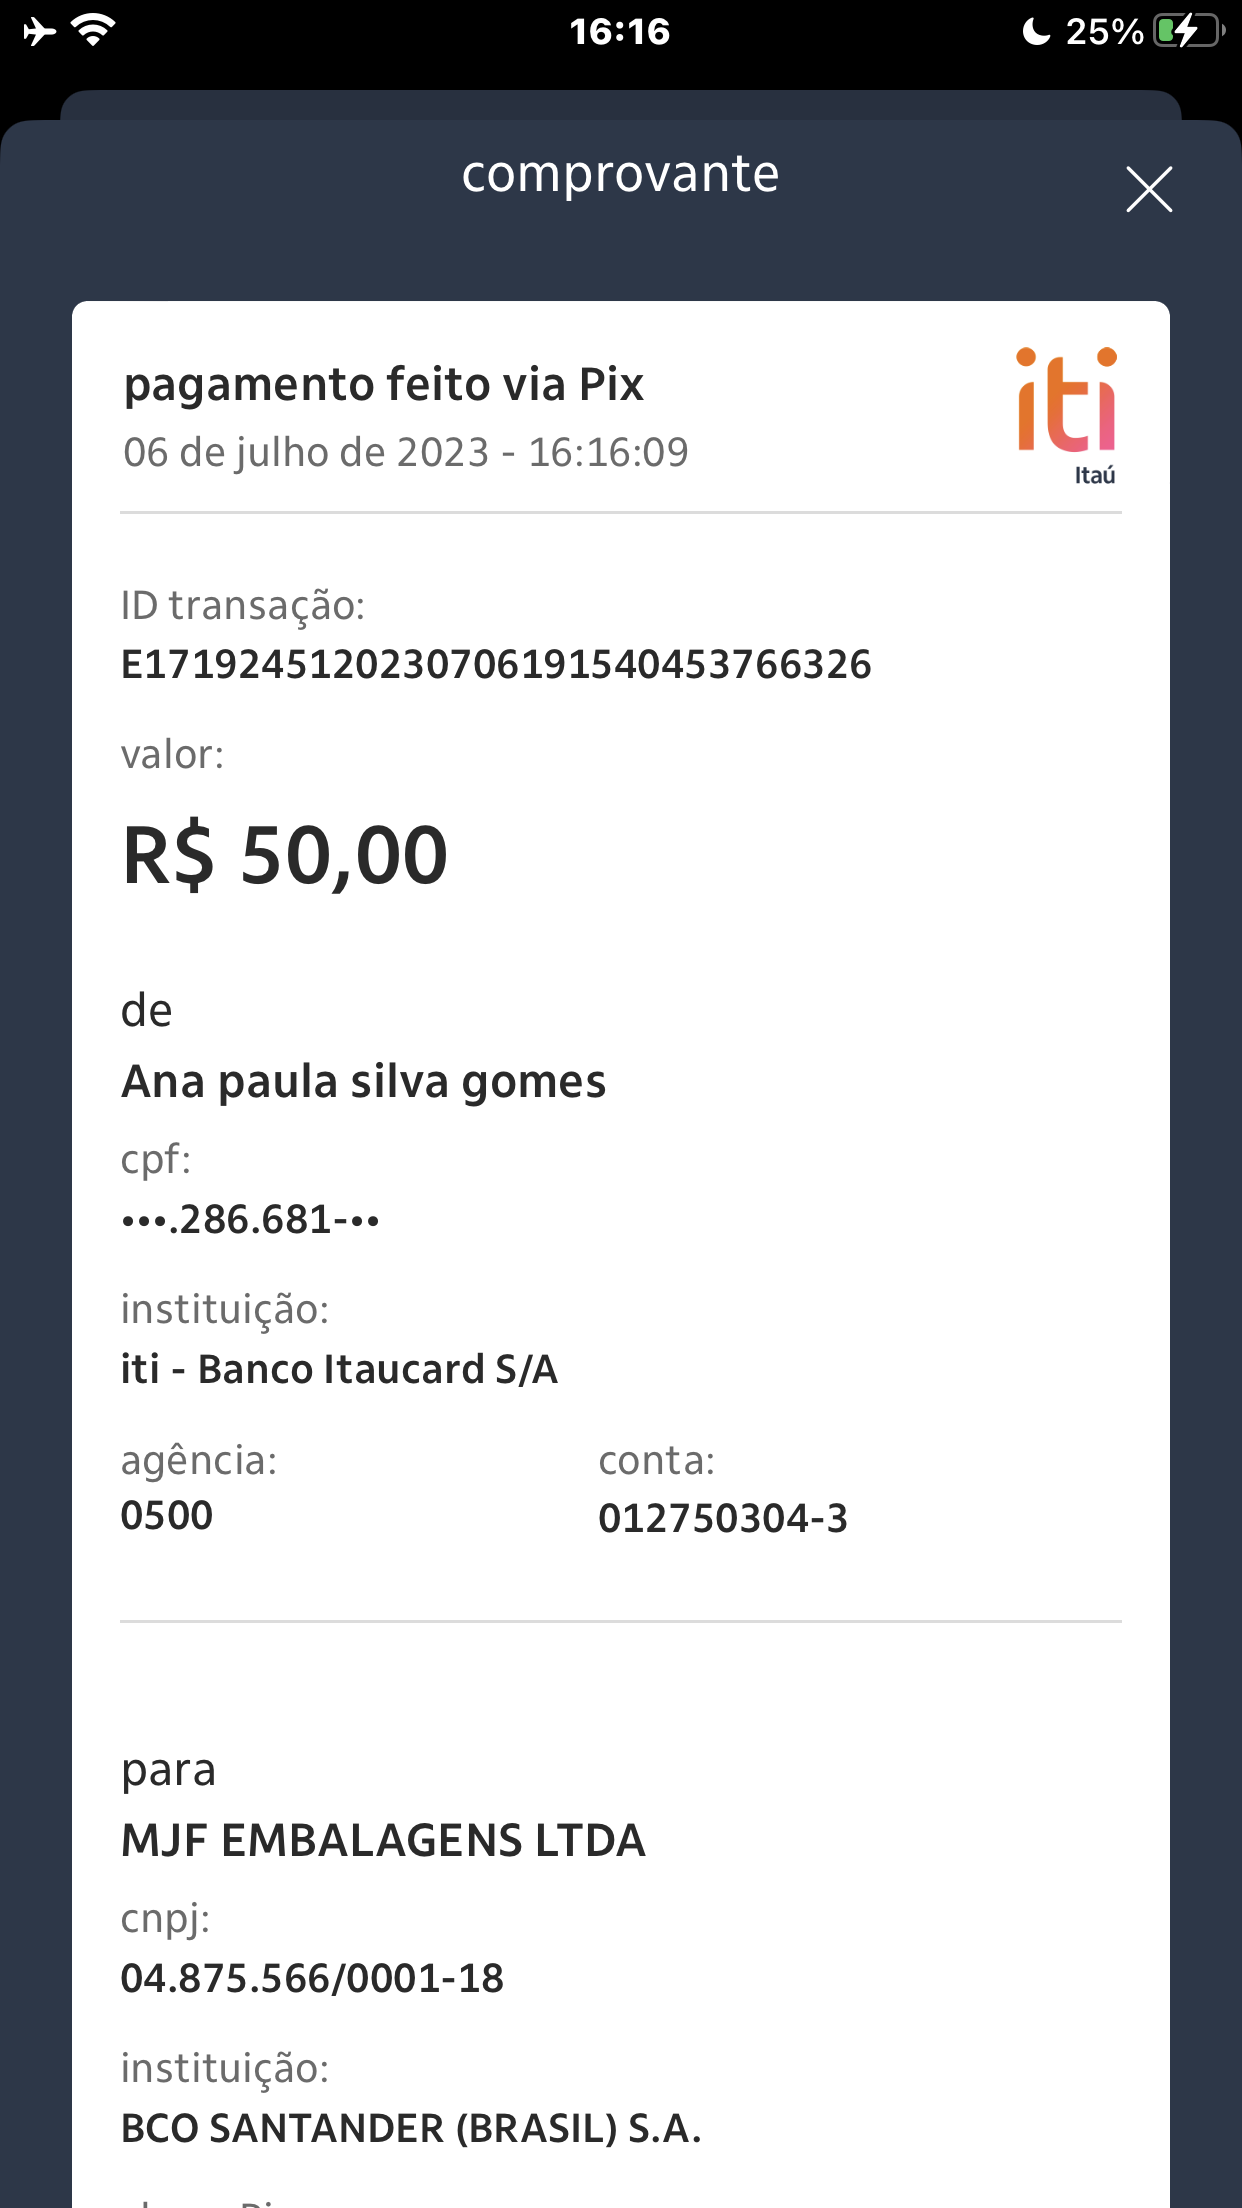 16:16
25%
comprovante
pagamento feito via Pix
06 de julho de 2023 - 16:16:09
iti
Itaú
ID transação:
E1719245120230706191540453766326
valor:
R$ 50,00
de
Ana paula silva gomes
cpf:
•••.286.681-••
instituição:
iti - Banco Itaucard S/A
agência:
conta:
0500
012750304-3
para
MJF EMBALAGENS LTDA
cnpj:
04.875.566/0001-18
instituição:
BCO SANTANDER (BRASIL) S.A.